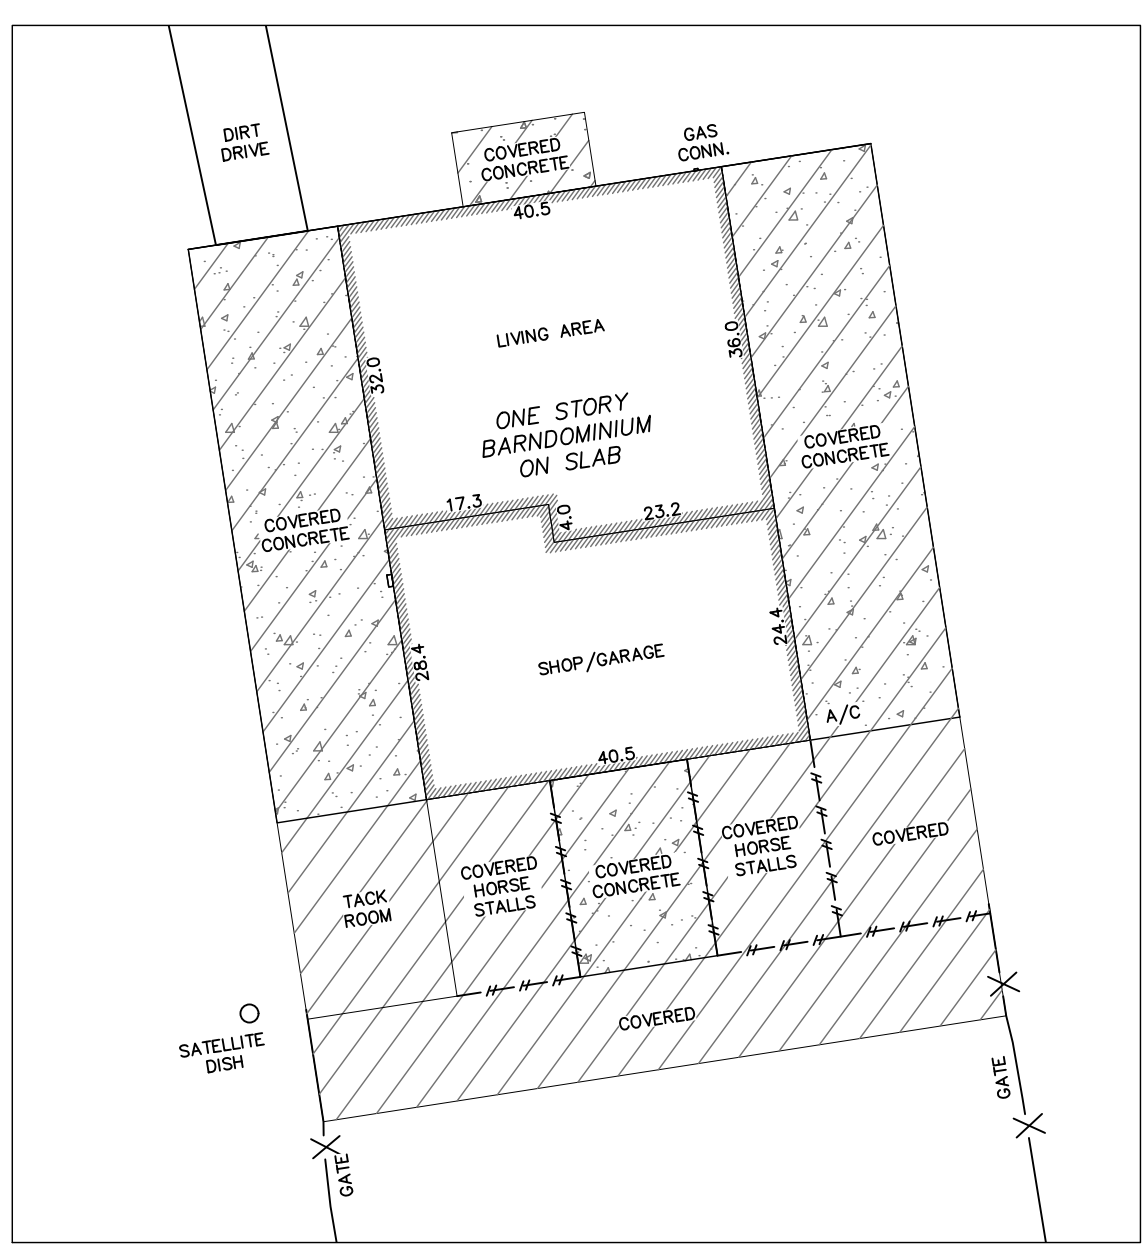 DIRT
DRIVE
COVERED
CONCRETE
GAS
CONN.
40.5
LIVING AREA
32.0
36.0
ONE STORY
BARNDOMINIUM
ON SLAB
COVERED
CONCRETE
17.3
4.0
23.2
COVERED
CONCRETE
28.4
SHOP/GARAGE
24.4
A/C
40.5
TACK
ROOM
COVERED
HORSE
STALLS
COVERED
CONCRETE
COVERED
HORSE
STALLS
COVERED
COVERED
SATELLITE
DISH
GATE
GATE